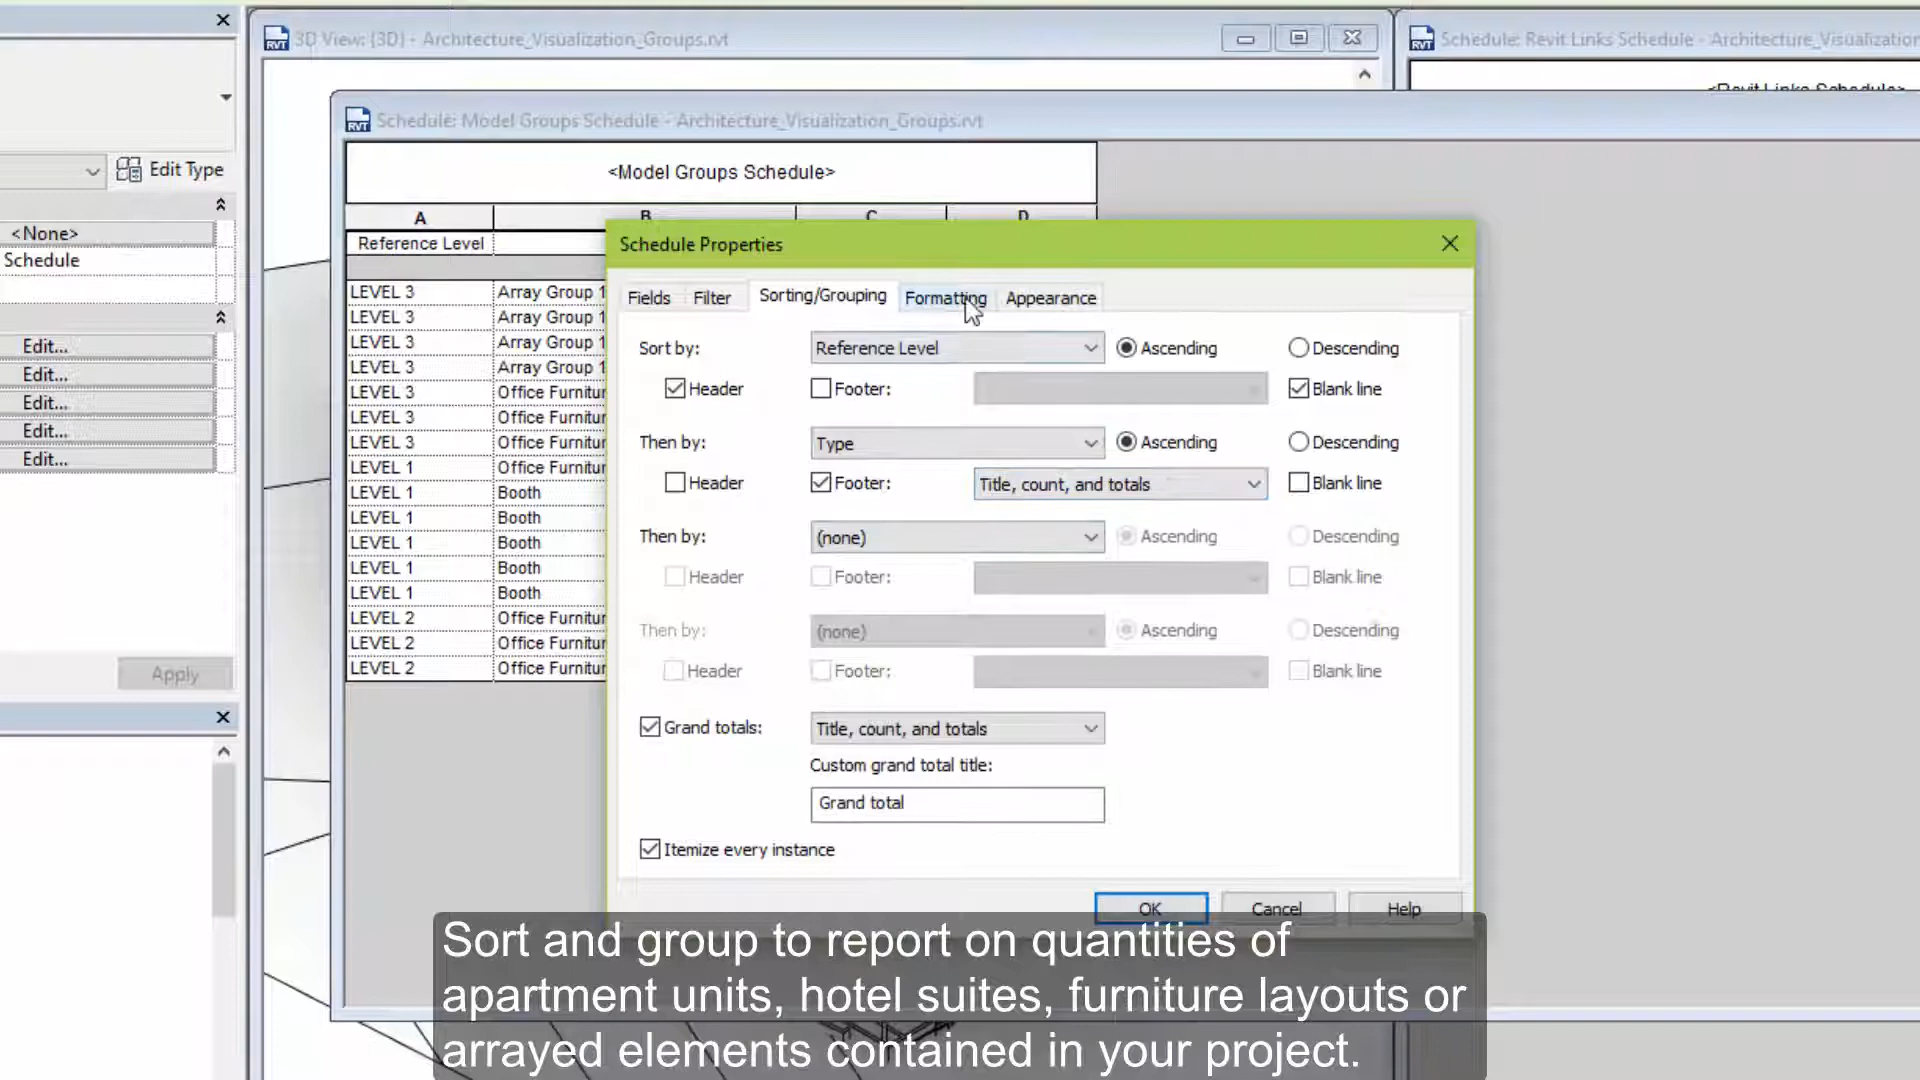 3D View: {3D} - Architecture_Visualization_Groups.rvt
Schedule: Revit Links Schedule - Architecture_Visualization
<Revit Links Schedule>
Schedule: Model Groups Schedule - Architecture_Visualization_Groups.rvt
Edit Type
<None>
Schedule
Edit...
Edit...
Edit...
Edit...
Edit...
Apply
<Model Groups Schedule>
A B C D
Reference Level
LEVEL 3 Array Group 1
LEVEL 3 Array Group 1
LEVEL 3 Array Group 1
LEVEL 3 Array Group 1
LEVEL 3 Office Furnitur
LEVEL 3 Office Furnitur
LEVEL 3 Office Furnitur
LEVEL 1 Office Furnitur
LEVEL 1 Booth
LEVEL 1 Booth
LEVEL 1 Booth
LEVEL 1 Booth
LEVEL 1 Booth
LEVEL 2 Office Furnitur
LEVEL 2 Office Furnitur
LEVEL 2 Office Furnitur
Schedule Properties
Fields Filter Sorting/Grouping Formatting Appearance
Sort by: Reference Level Ascending Descending
Header Footer: Blank line
Then by: Type Ascending Descending
Header Footer: Title, count, and totals Blank line
Then by: (none) Ascending Descending
Header Footer: Blank line
Then by: (none) Ascending Descending
Header Footer: Blank line
Grand totals: Title, count, and totals
Custom grand total title:
Grand total
Itemize every instance
OK Cancel Help
Sort and group to report on quantities of
apartment units, hotel suites, furniture layouts or
arrayed elements contained in your project.